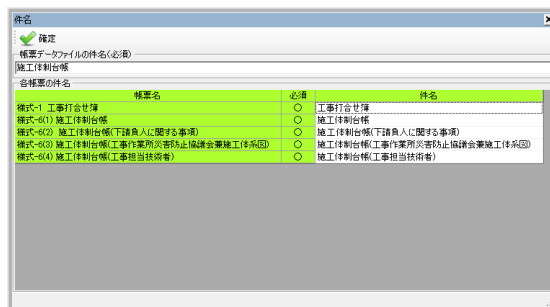 件名
確定
帳票データファイルの件名(必須)
施工体制台帳
各帳票の件名
帳票名 必須 件名
様式-1 工事打合せ簿 ○ 工事打合せ簿
様式-6(1) 施工体制台帳 ○ 施工体制台帳
様式-6(2) 施工体制台帳(下請負人に関する事項) ○ 施工体制台帳(下請負人に関する事項)
様式-6(3) 施工体制台帳(工事作業所災害防止協議会兼施工体系図) ○ 施工体制台帳(工事作業所災害防止協議会兼施工体系図)
様式-6(4) 施工体制台帳(工事担当技術者) ○ 施工体制台帳(工事担当技術者)